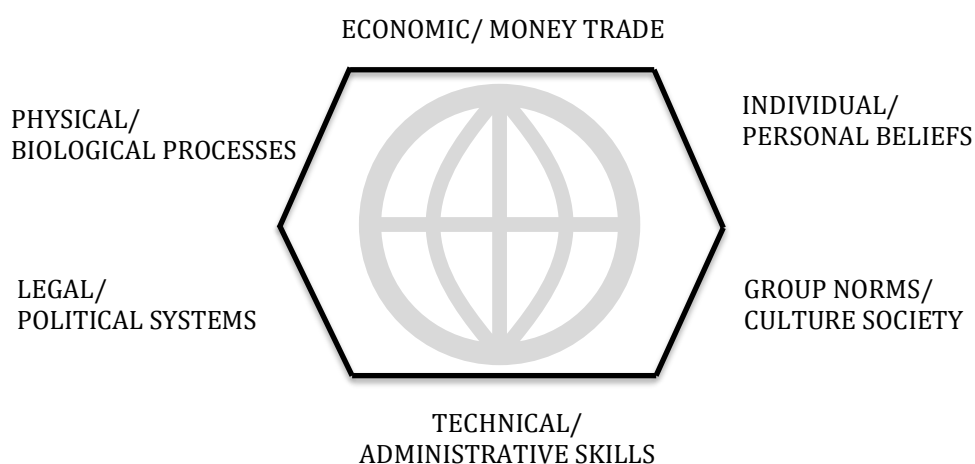 ECONOMIC/ MONEY TRADE
PHYSICAL/
BIOLOGICAL PROCESSES
INDIVIDUAL/
PERSONAL BELIEFS
LEGAL/
POLITICAL SYSTEMS
GROUP NORMS/
CULTURE SOCIETY
TECHNICAL/
ADMINISTRATIVE SKILLS